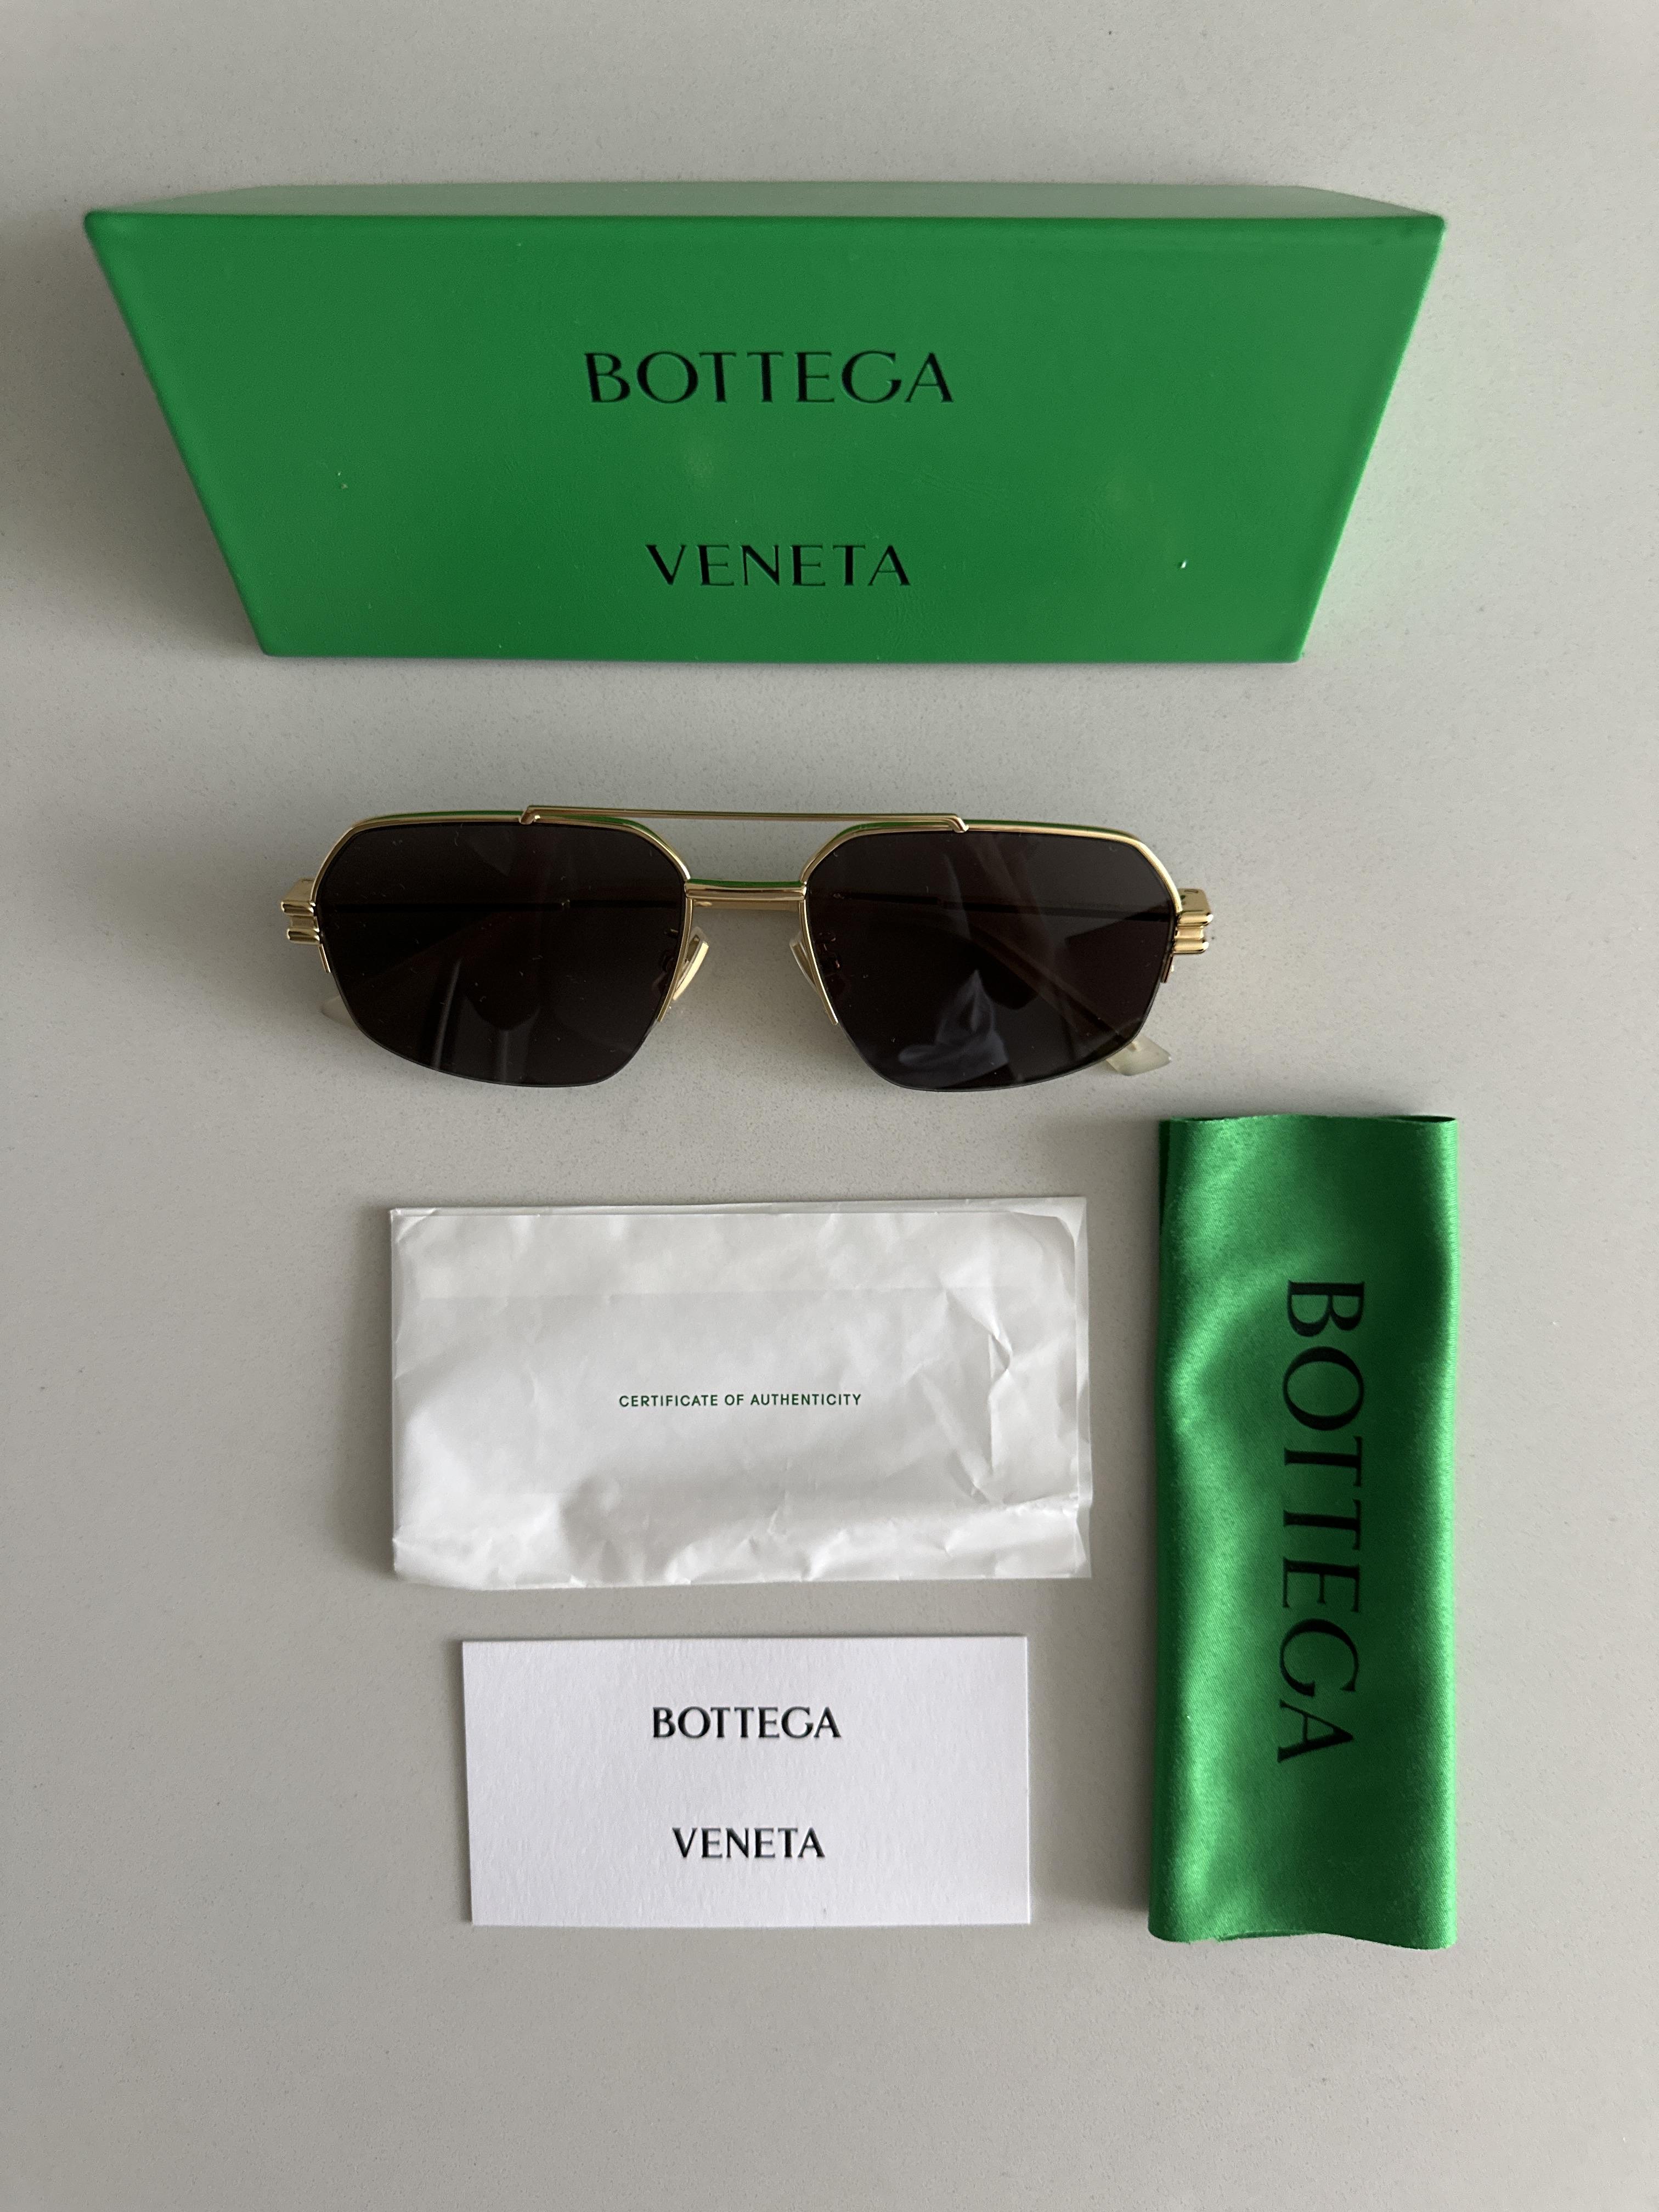 BOTTEGA
VENETA
CERTIFICATE OF AUTHENTICITY
BOTTEGA
BOTTEGA
VENETA